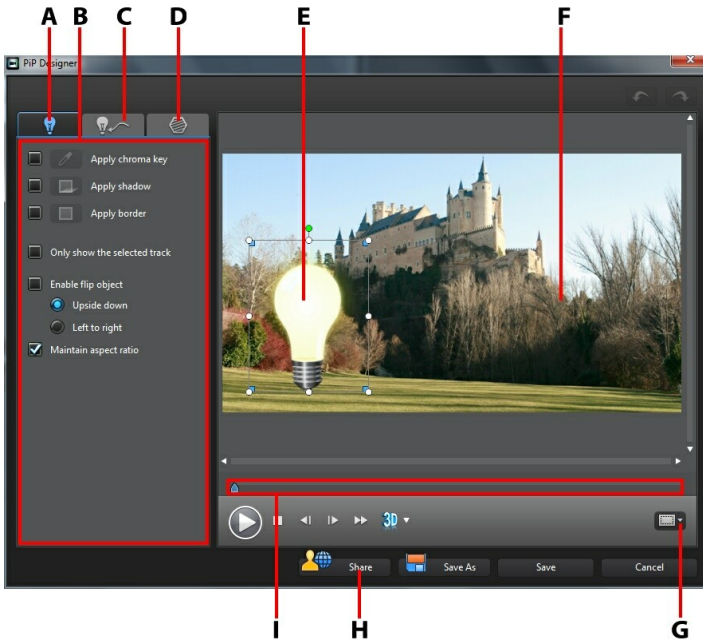 A B C D E F
PiP Designer
Apply chroma key
Apply shadow
Apply border
Only show the selected track
Enable flip object
Upside down
Left to right
Maintain aspect ratio
3D
Share Save As Save Cancel
I H G